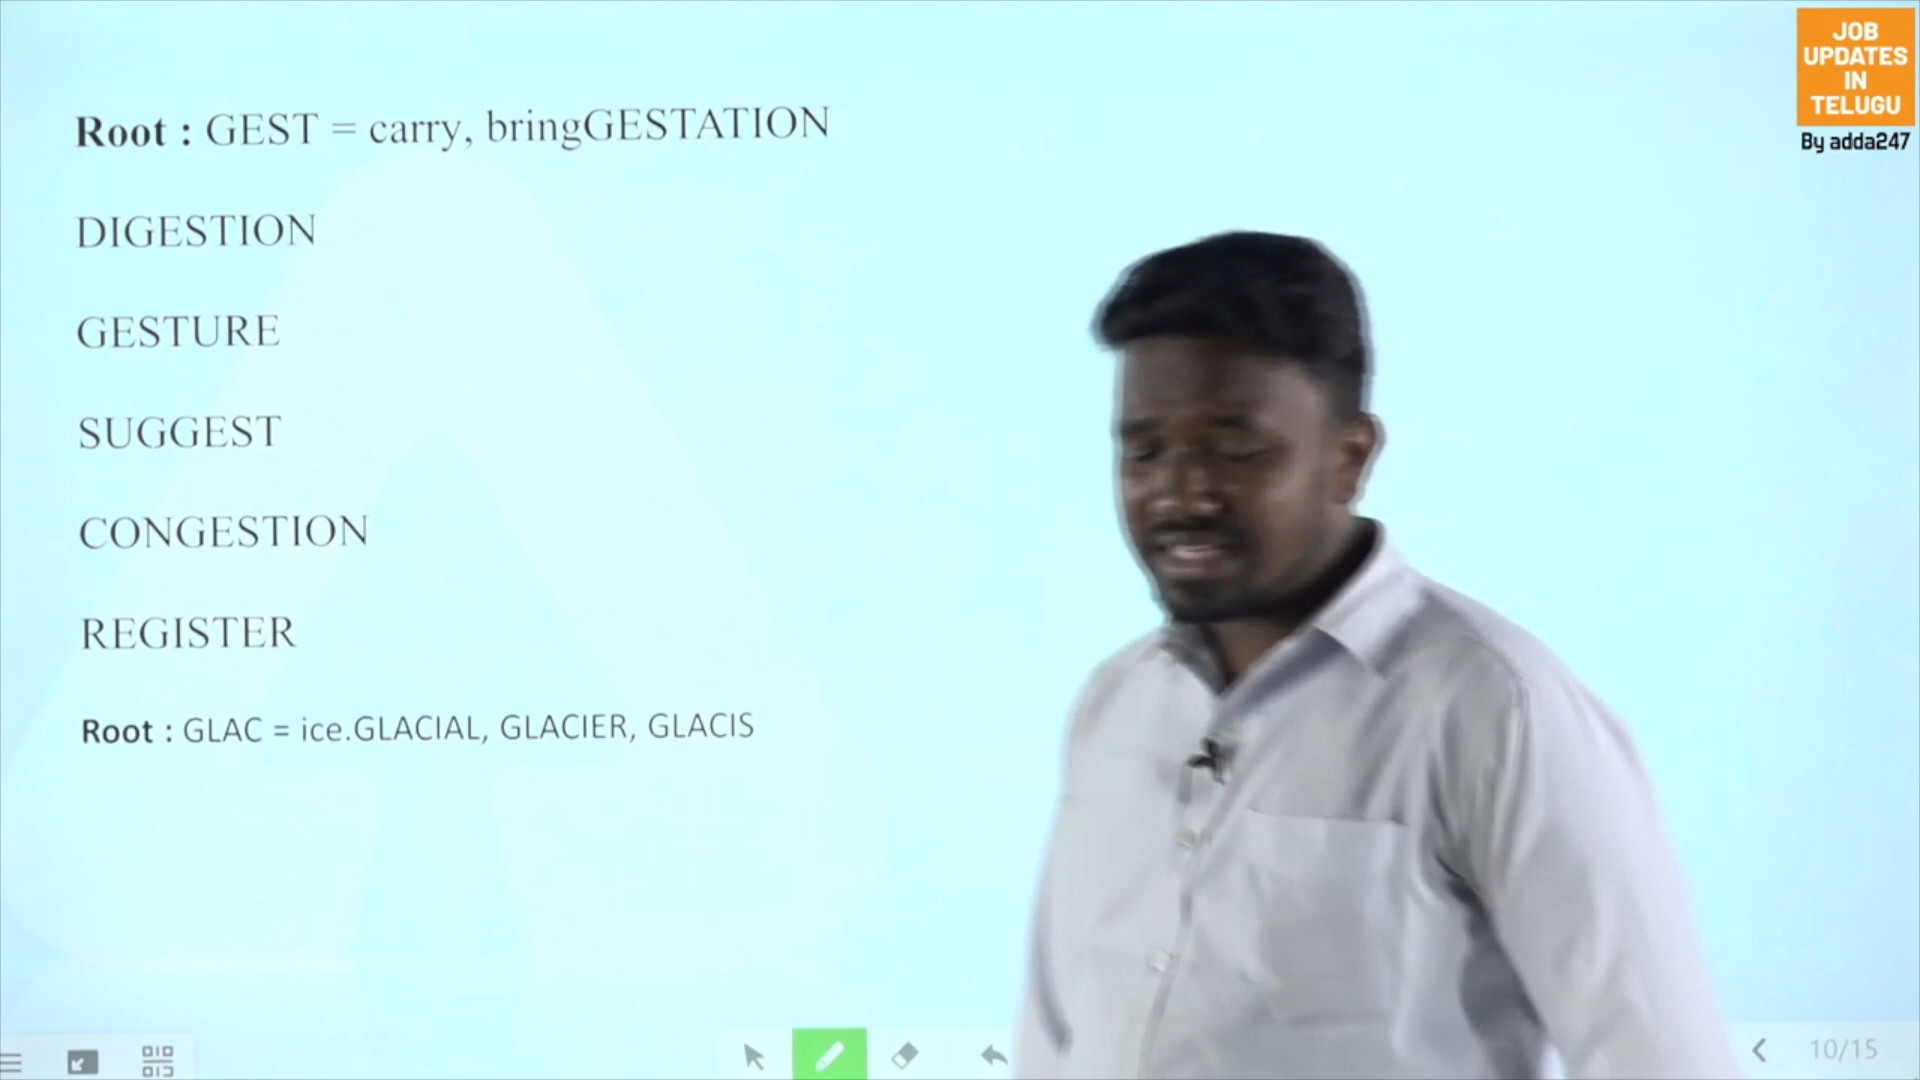 Root : GEST = carry, bringGESTATION
DIGESTION
GESTURE
SUGGEST
CONGESTION
REGISTER
Root : GLAC = ice.GLACIAL, GLACIER, GLACIS
JOB
UPDATES
IN
TELUGU
By adda247
10/15